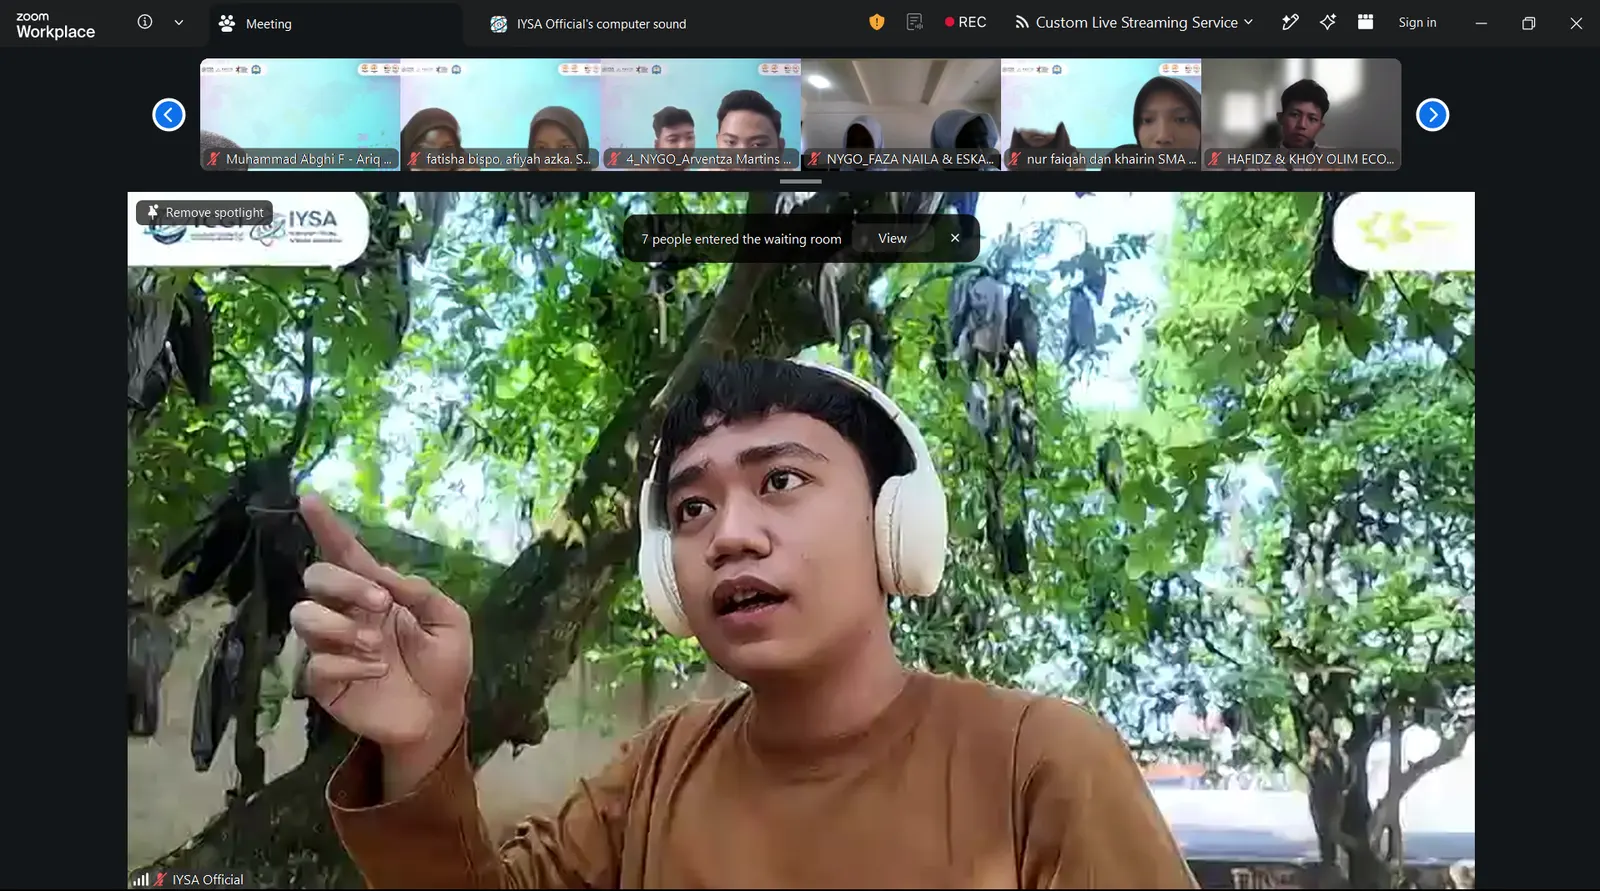 zoom
Workplace
Meeting
IYSA Official's computer sound
REC
Custom Live Streaming Service
Sign in
Muhammad Abghi F - Ariq ...
fatisha bispo, afiyah azka. S...
4_NYGO_Arventza Martins ...
NYGO_FAZA NAILA & ESKA...
nur faiqah dan khairin SMA ...
HAFIDZ & KHOY OLIM ECO...
Remove spotlight
IYSA
7 people entered the waiting room
View
IYSA Official